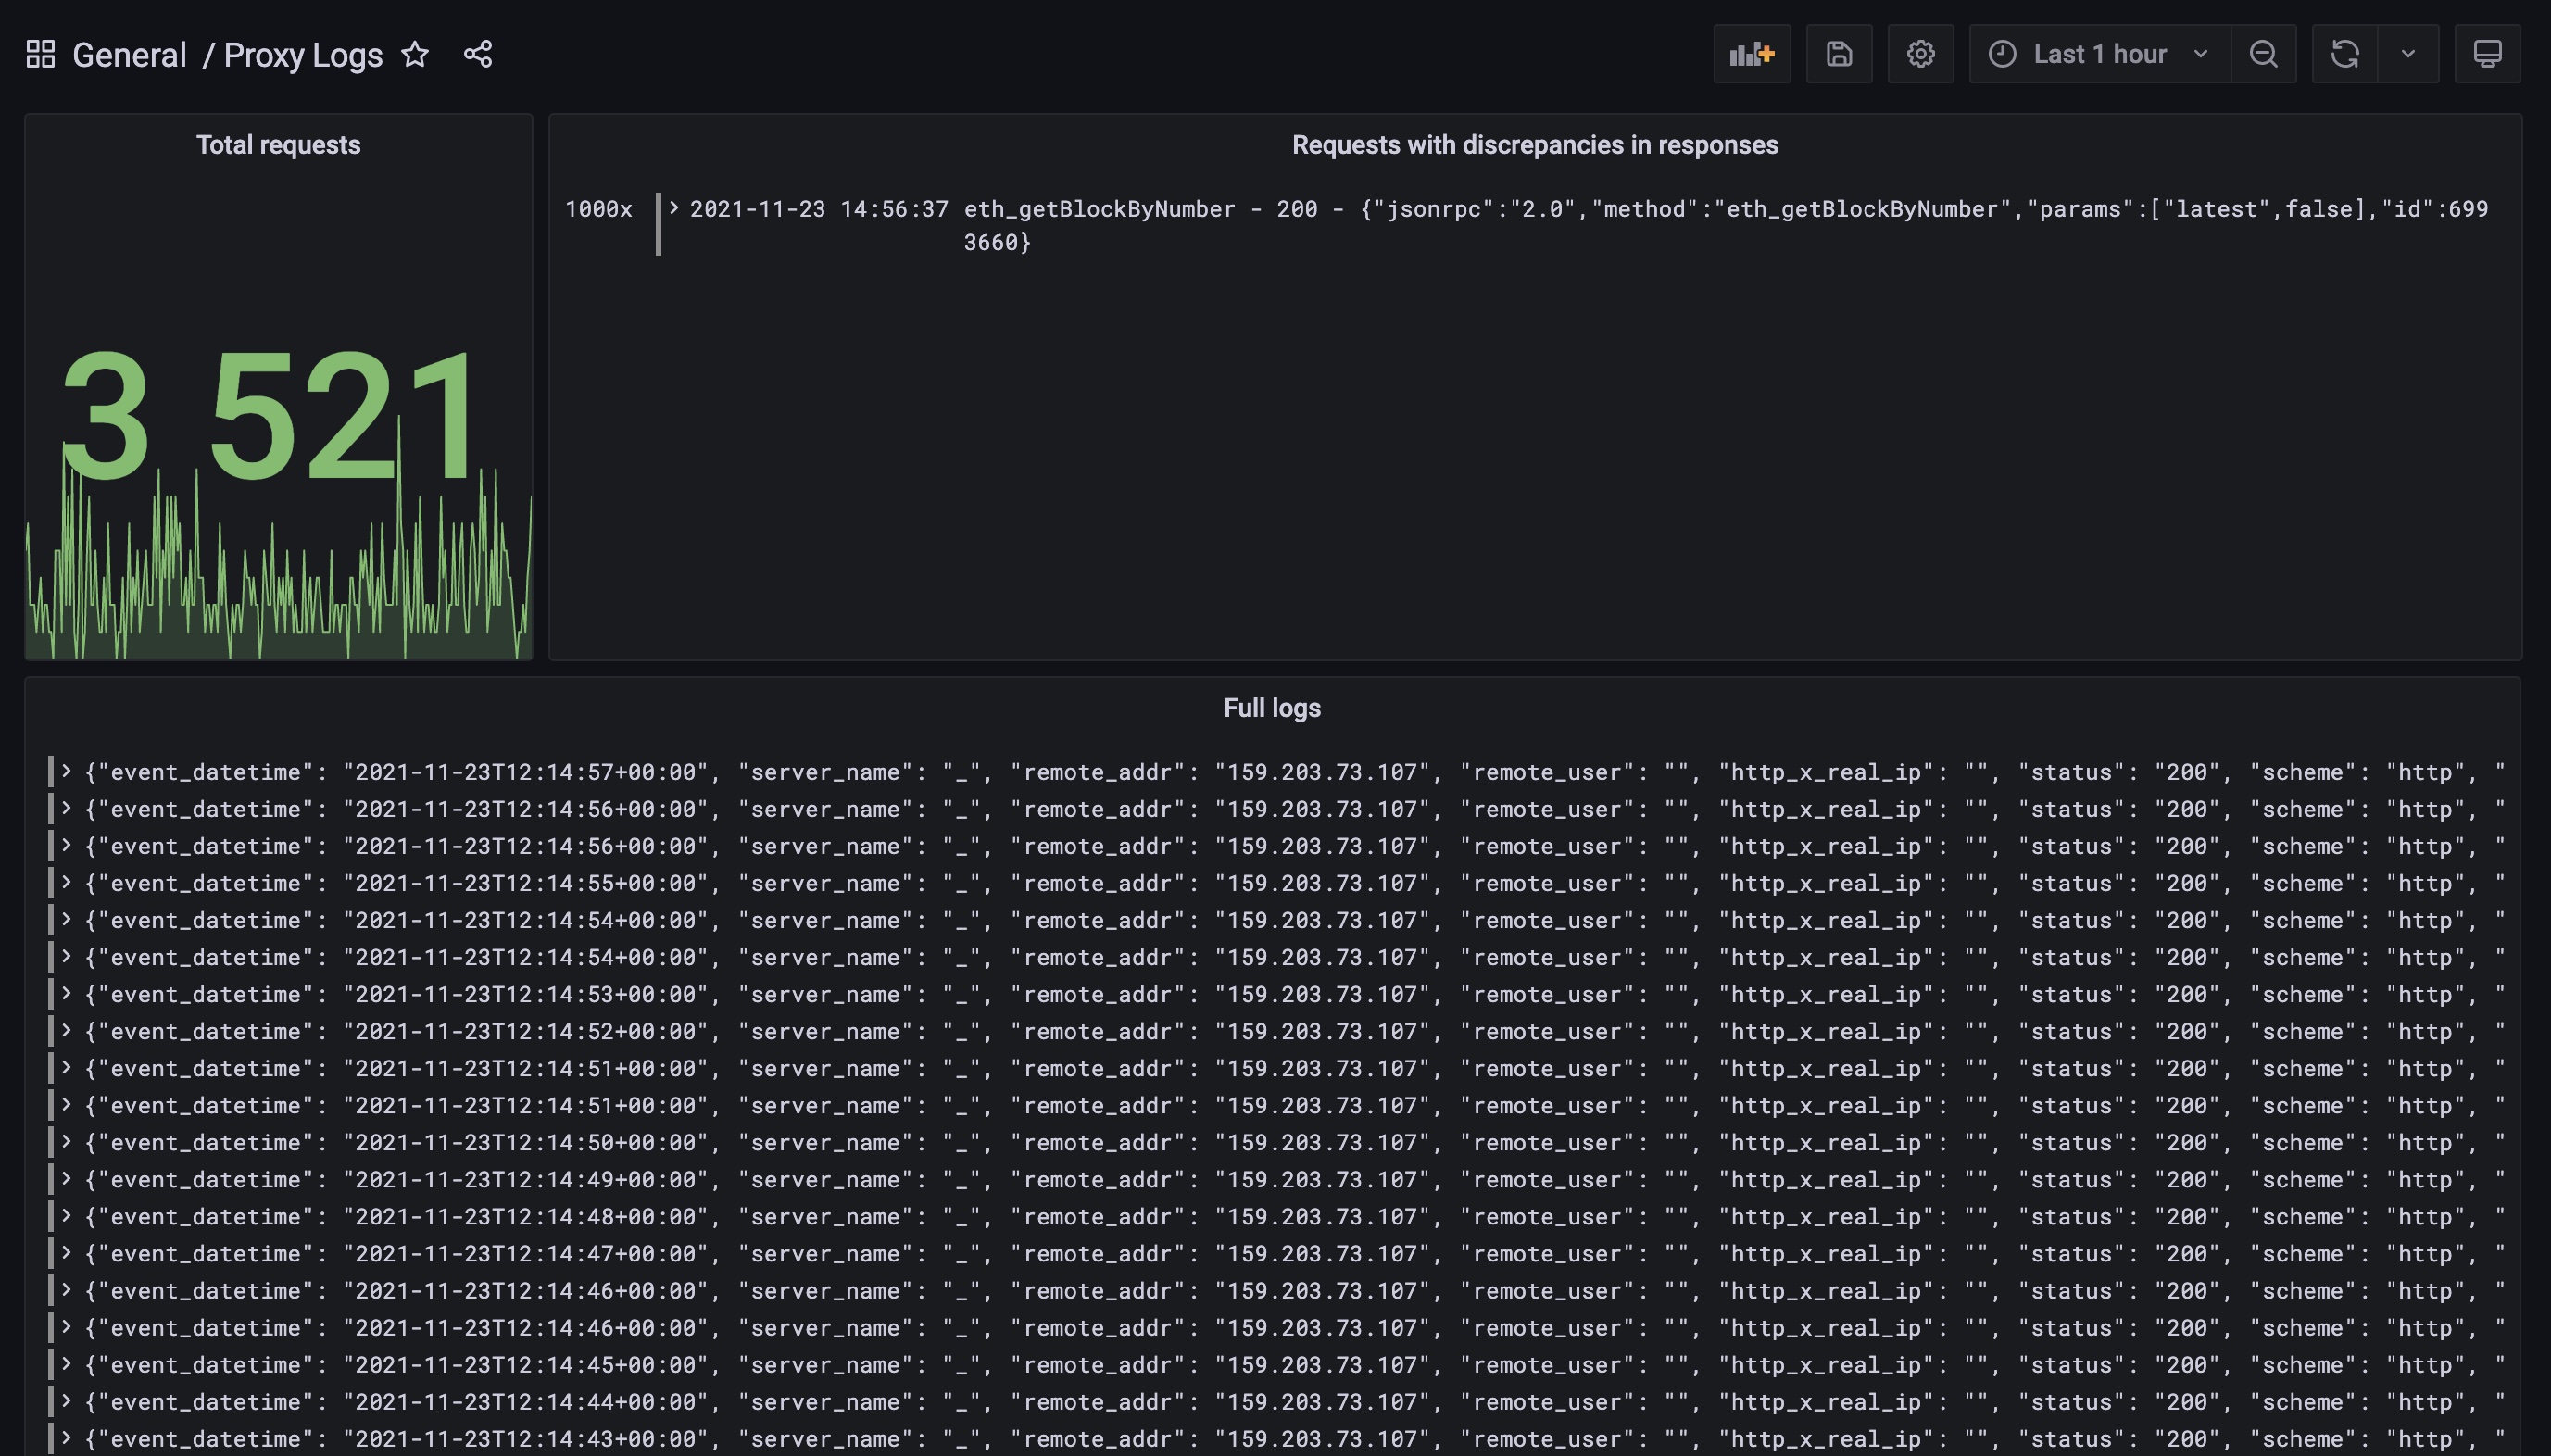 General / Proxy Logs
Last 1 hour
Total requests
3 521
Requests with discrepancies in responses
1000x 2021-11-23 14:56:37 eth_getBlockByNumber - 200 - {"jsonrpc":"2.0","method":"eth_getBlockByNumber","params":["latest",false],"id":699
3660}
Full logs
{"event_datetime": "2021-11-23T12:14:57+00:00", "server_name": "_", "remote_addr": "159.203.73.107", "remote_user": "", "http_x_real_ip": "", "status": "200", "scheme": "http", "
{"event_datetime": "2021-11-23T12:14:56+00:00", "server_name": "_", "remote_addr": "159.203.73.107", "remote_user": "", "http_x_real_ip": "", "status": "200", "scheme": "http", "
{"event_datetime": "2021-11-23T12:14:56+00:00", "server_name": "_", "remote_addr": "159.203.73.107", "remote_user": "", "http_x_real_ip": "", "status": "200", "scheme": "http", "
{"event_datetime": "2021-11-23T12:14:55+00:00", "server_name": "_", "remote_addr": "159.203.73.107", "remote_user": "", "http_x_real_ip": "", "status": "200", "scheme": "http", "
{"event_datetime": "2021-11-23T12:14:54+00:00", "server_name": "_", "remote_addr": "159.203.73.107", "remote_user": "", "http_x_real_ip": "", "status": "200", "scheme": "http", "
{"event_datetime": "2021-11-23T12:14:54+00:00", "server_name": "_", "remote_addr": "159.203.73.107", "remote_user": "", "http_x_real_ip": "", "status": "200", "scheme": "http", "
{"event_datetime": "2021-11-23T12:14:53+00:00", "server_name": "_", "remote_addr": "159.203.73.107", "remote_user": "", "http_x_real_ip": "", "status": "200", "scheme": "http", "
{"event_datetime": "2021-11-23T12:14:52+00:00", "server_name": "_", "remote_addr": "159.203.73.107", "remote_user": "", "http_x_real_ip": "", "status": "200", "scheme": "http", "
{"event_datetime": "2021-11-23T12:14:51+00:00", "server_name": "_", "remote_addr": "159.203.73.107", "remote_user": "", "http_x_real_ip": "", "status": "200", "scheme": "http", "
{"event_datetime": "2021-11-23T12:14:51+00:00", "server_name": "_", "remote_addr": "159.203.73.107", "remote_user": "", "http_x_real_ip": "", "status": "200", "scheme": "http", "
{"event_datetime": "2021-11-23T12:14:50+00:00", "server_name": "_", "remote_addr": "159.203.73.107", "remote_user": "", "http_x_real_ip": "", "status": "200", "scheme": "http", "
{"event_datetime": "2021-11-23T12:14:49+00:00", "server_name": "_", "remote_addr": "159.203.73.107", "remote_user": "", "http_x_real_ip": "", "status": "200", "scheme": "http", "
{"event_datetime": "2021-11-23T12:14:48+00:00", "server_name": "_", "remote_addr": "159.203.73.107", "remote_user": "", "http_x_real_ip": "", "status": "200", "scheme": "http", "
{"event_datetime": "2021-11-23T12:14:47+00:00", "server_name": "_", "remote_addr": "159.203.73.107", "remote_user": "", "http_x_real_ip": "", "status": "200", "scheme": "http", "
{"event_datetime": "2021-11-23T12:14:46+00:00", "server_name": "_", "remote_addr": "159.203.73.107", "remote_user": "", "http_x_real_ip": "", "status": "200", "scheme": "http", "
{"event_datetime": "2021-11-23T12:14:46+00:00", "server_name": "_", "remote_addr": "159.203.73.107", "remote_user": "", "http_x_real_ip": "", "status": "200", "scheme": "http", "
{"event_datetime": "2021-11-23T12:14:45+00:00", "server_name": "_", "remote_addr": "159.203.73.107", "remote_user": "", "http_x_real_ip": "", "status": "200", "scheme": "http", "
{"event_datetime": "2021-11-23T12:14:44+00:00", "server_name": "_", "remote_addr": "159.203.73.107", "remote_user": "", "http_x_real_ip": "", "status": "200", "scheme": "http", "
{"event_datetime": "2021-11-23T12:14:43+00:00", "server_name": "_", "remote_addr": "159.203.73.107", "remote_user": "", "http_x_real_ip": "", "status": "200", "scheme": "http", "